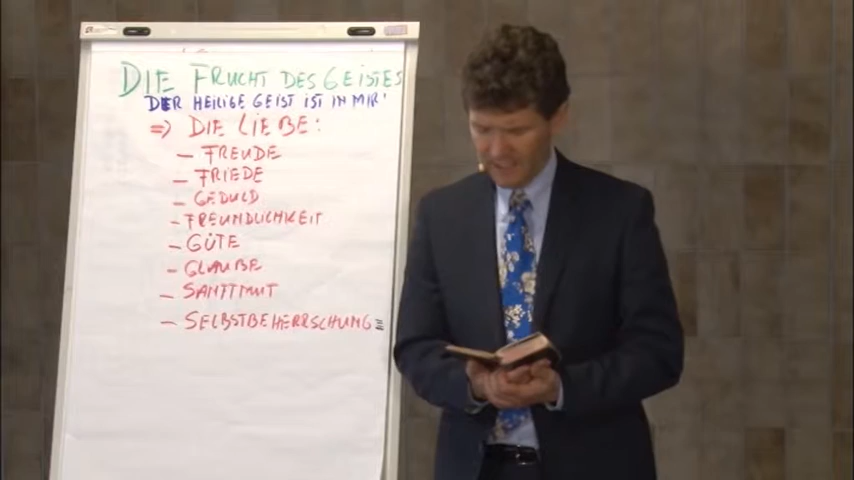 DIE FRUCHT DES GEISTES
DER HEILIGE GEIST IST IN MIR!
=> DIE LIEBE:
- FREUDE
- FRIEDE
- GEDULD
- FREUNDLICHKEIT
- GÜTE
- GLAUBE
- SANFTMUT
- SELBSTBEHERRSCHUNG